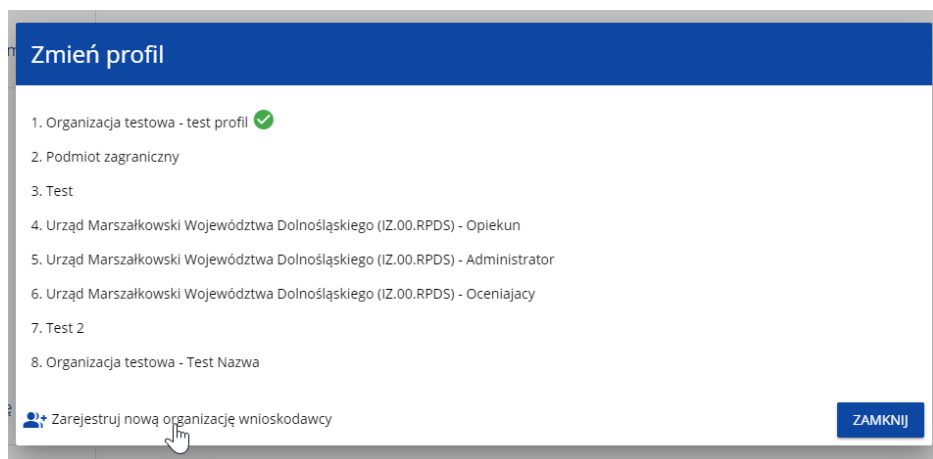 Zmień profil
1. Organizacja testowa - test profil
2. Podmiot zagraniczny
3. Test
4. Urząd Marszałkowski Województwa Dolnośląskiego (IZ.00.RPDS) - Opiekun
5. Urząd Marszałkowski Województwa Dolnośląskiego (IZ.00.RPDS) - Administrator
6. Urząd Marszałkowski Województwa Dolnośląskiego (IZ.00.RPDS) - Oceniajacy
7. Test 2
8. Organizacja testowa - Test Nazwa
Zarejestruj nową organizację wnioskodawcy
ZAMKNIJ